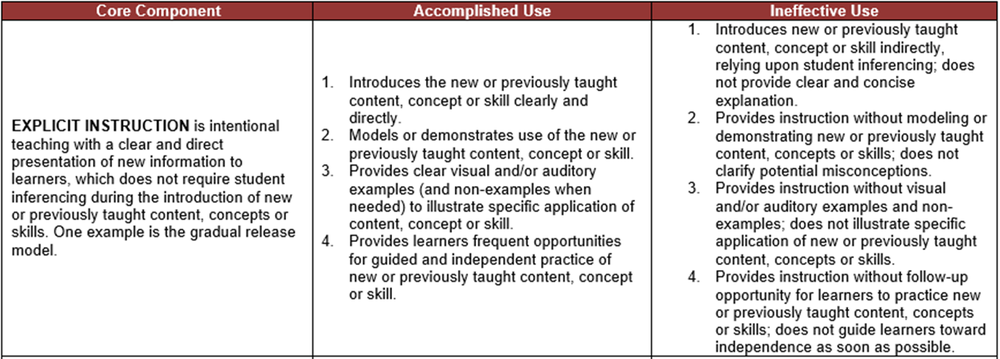 Core Component
Accomplished Use
Ineffective Use
EXPLICIT INSTRUCTION is intentional
teaching with a clear and direct
presentation of new information to
learners, which does not require student
inferencing during the introduction of new
or previously taught content, concepts or
skills. One example is the gradual release
model.
1. Introduces the new or previously taught
content, concept or skill clearly and
directly.
2. Models or demonstrates use of the new or
previously taught content, concept or skill.
3. Provides clear visual and/or auditory
examples (and non-examples when
needed) to illustrate specific application of
content, concept or skill.
4. Provides learners frequent opportunities
for guided and independent practice of
new or previously taught content, concept
or skill.
1. Introduces new or previously taught
content, concept or skill indirectly,
relying upon student inferencing; does
not provide clear and concise
explanation.
2. Provides instruction without modeling or
demonstrating new or previously taught
content, concepts or skills; does not
clarify potential misconceptions.
3. Provides instruction without visual
and/or auditory examples and non-
examples; does not illustrate specific
application of new or previously taught
content, concepts or skills.
4. Provides instruction without follow-up
opportunity for learners to practice new
or previously taught content, concepts
or skills; does not guide learners toward
independence as soon as possible.